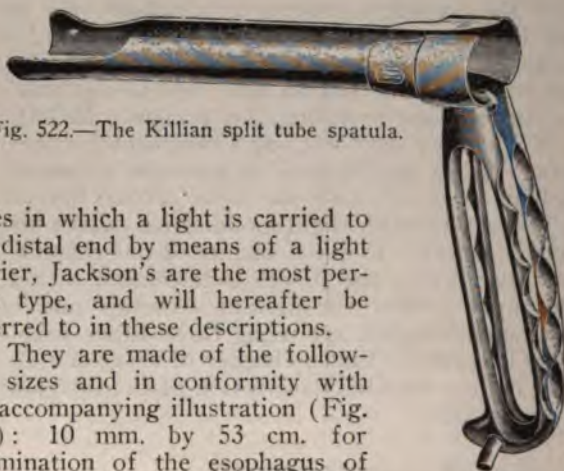 Fig. 522.—The Killian split tube spatula.
es in which a light is carried to
distal end by means of a light
ier, Jackson's are the most per-
type, and will hereafter be
rred to in these descriptions.
They are made of the follow-
sizes and in conformity with
accompanying illustration (Fig.
): 10 mm. by 53 cm. for
mination of the esophagus of